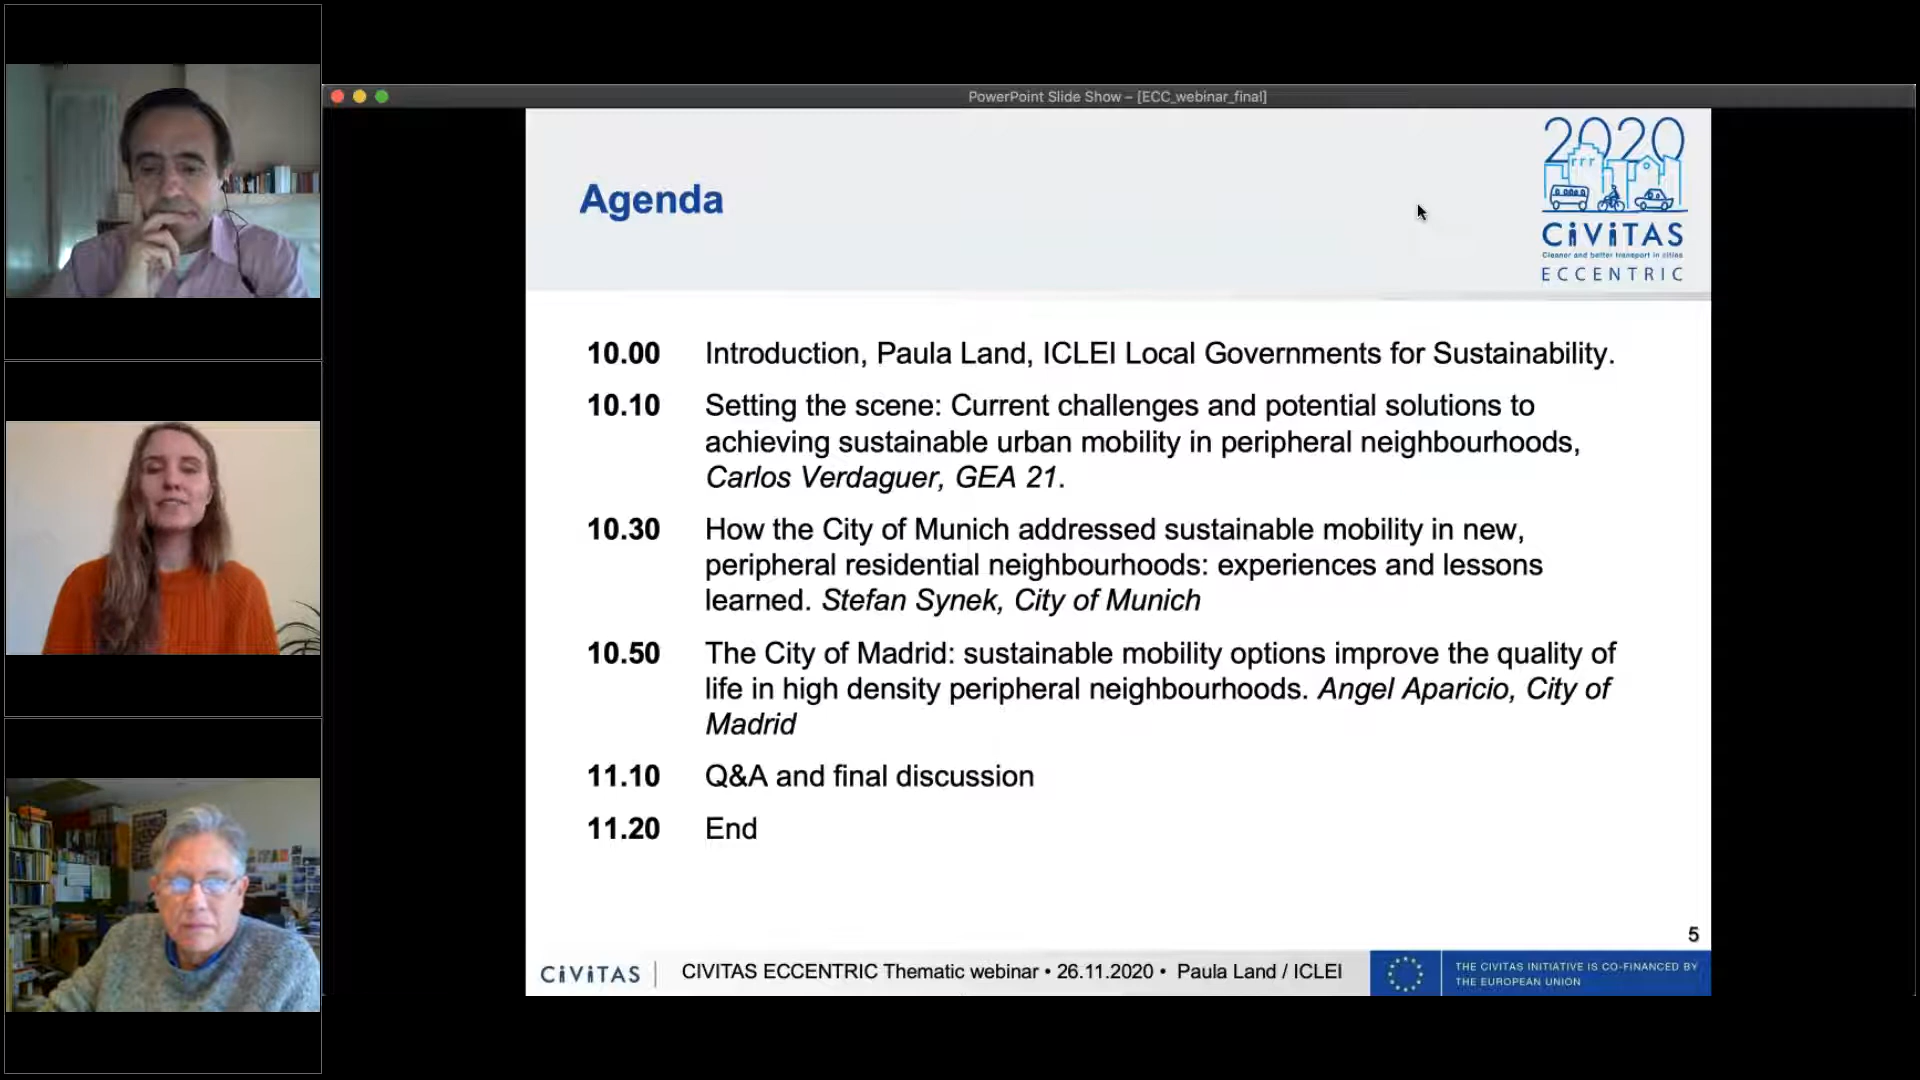 PowerPoint Slide Show – [ECC_webinar_final]
2020
CiViTAS
Cleaner and better transport in cities
ECCENTRIC
Agenda
10.00 Introduction, Paula Land, ICLEI Local Governments for Sustainability.
10.10 Setting the scene: Current challenges and potential solutions to
achieving sustainable urban mobility in peripheral neighbourhoods,
Carlos Verdaguer, GEA 21.
10.30 How the City of Munich addressed sustainable mobility in new,
peripheral residential neighbourhoods: experiences and lessons
learned. Stefan Synek, City of Munich
10.50 The City of Madrid: sustainable mobility options improve the quality of
life in high density peripheral neighbourhoods. Angel Aparicio, City of
Madrid
11.10 Q&A and final discussion
11.20 End
5
CiViTAS
CIVITAS ECCENTRIC Thematic webinar • 26.11.2020 • Paula Land / ICLEI
THE CIVITAS INITIATIVE IS CO-FINANCED BY
THE EUROPEAN UNION